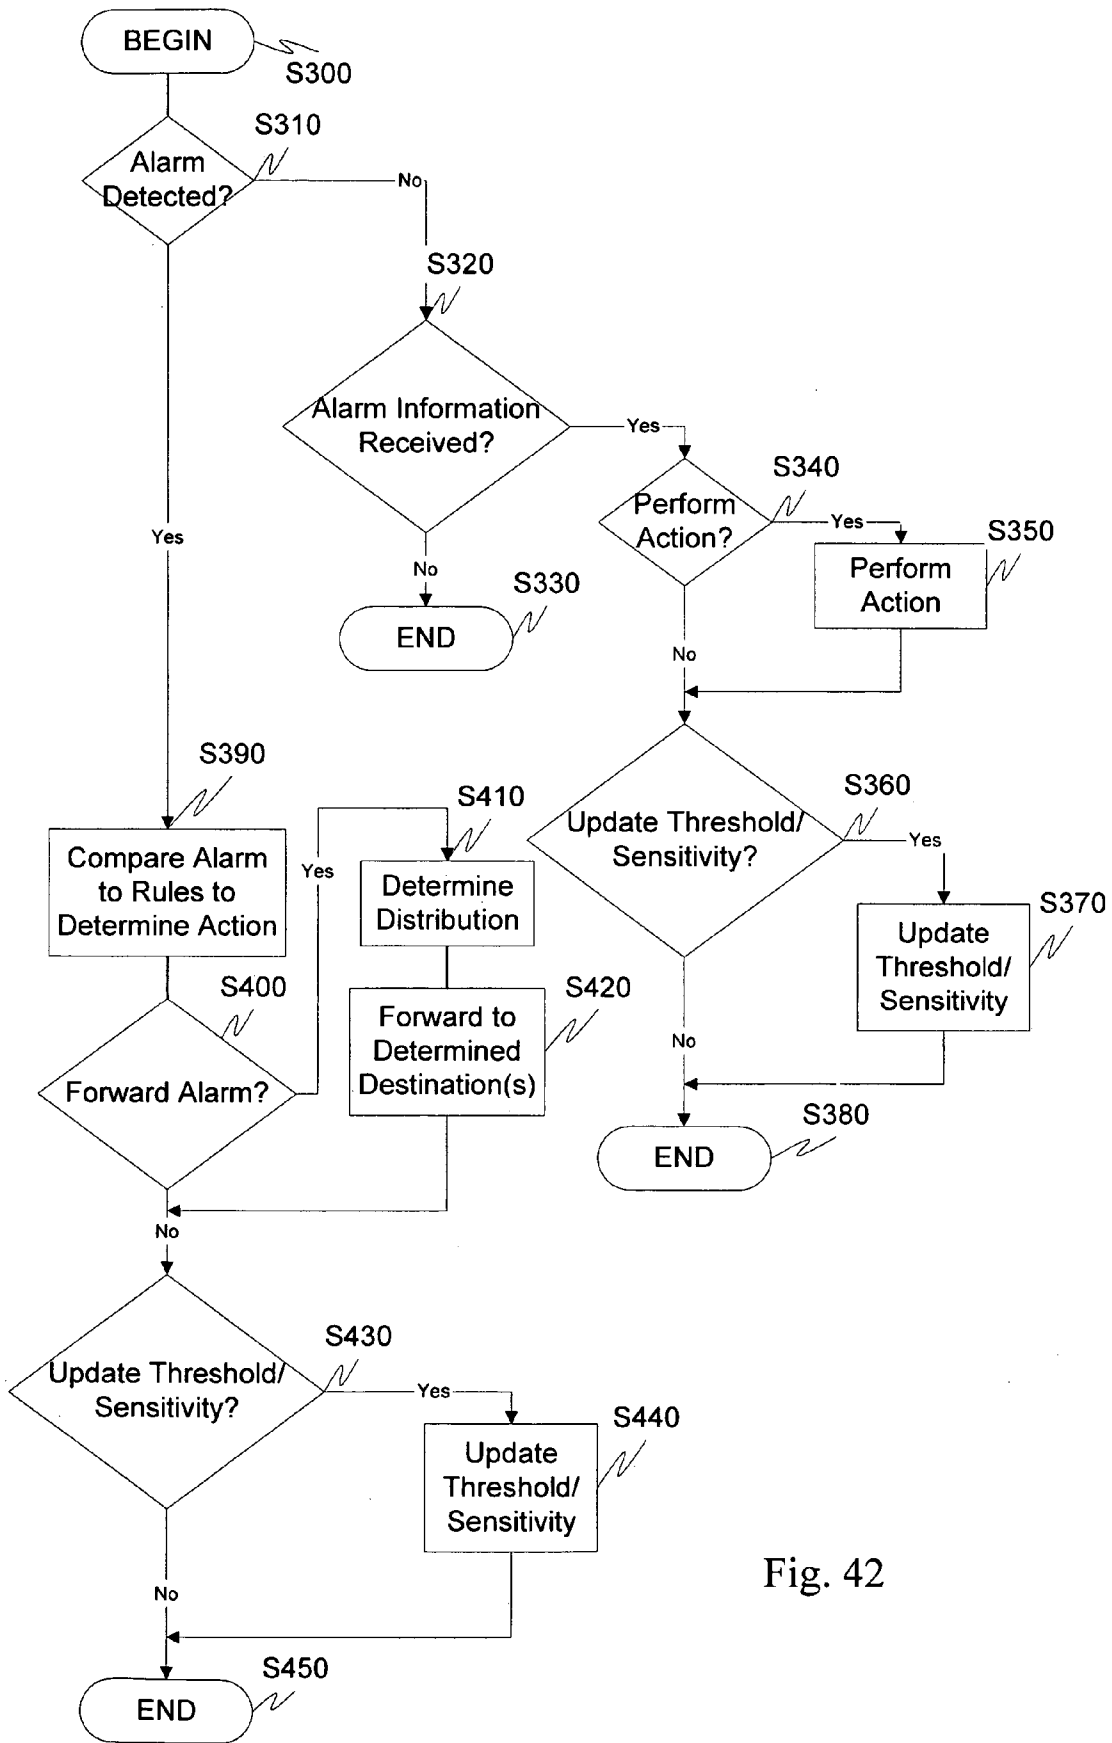 BEGIN
S300
S310
Alarm
Detected?
No
S320
Alarm Information
Received?
Yes
S340
Perform
Action?
Yes
S350
Perform
Action
No
S330
END
Yes
No
S390
Compare Alarm
to Rules to
Determine Action
Yes
S410
Determine
Distribution
S360
Update Threshold/
Sensitivity?
Yes
S370
Update
Threshold/
Sensitivity
S400
Forward Alarm?
S420
Forward to
Determined
Destination(s)
No
S380
END
No
S430
Update Threshold/
Sensitivity?
Yes
S440
Update
Threshold/
Sensitivity
No
S450
END
Fig. 42